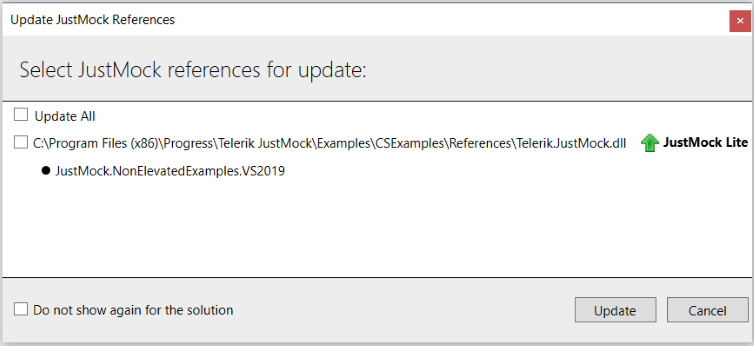 Update JustMock References
Select JustMock references for update:
Update All
C:\Program Files (x86)\Progress\Telerik JustMock\Examples\CSExamples\References\Telerik.JustMock.dll JustMock Lite
JustMock.NonElevatedExamples.VS2019
Do not show again for the solution Update Cancel